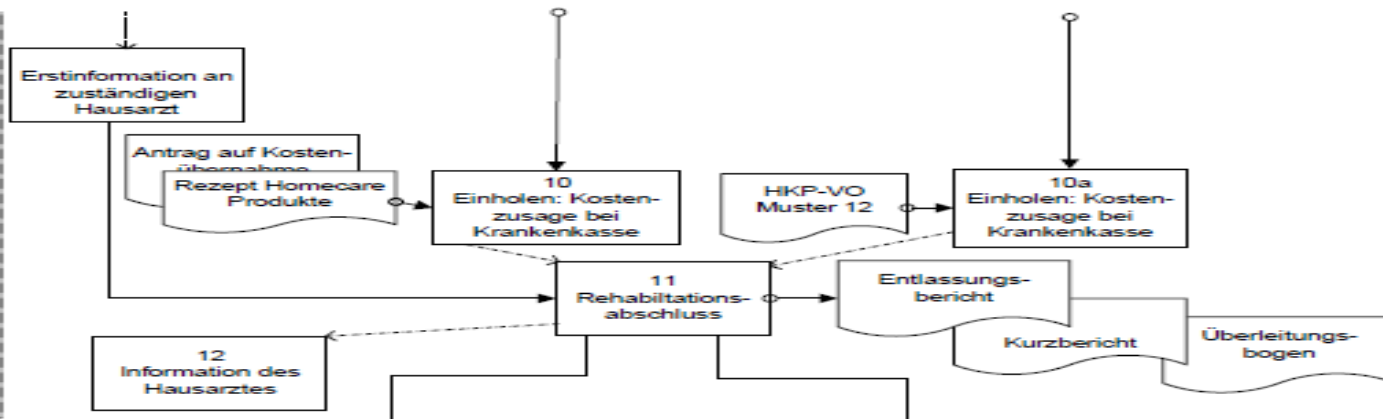 Erstinformation an
zuständigen
Hausarzt
Antrag auf Kosten-
übernahme
Rezept Homecare
Produkte
10
Einholen: Kosten-
zusage bei
Krankenkasse
HKP-VO
Muster 12
10a
Einholen: Kosten-
zusage bei
Krankenkasse
11
Rehabiltations-
abschluss
Entlassungs-
bericht
Kurzbericht
Überleitungs-
bogen
12
Information des
Hausarztes